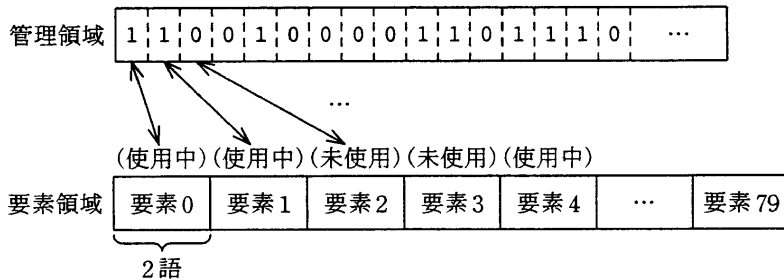 管理領域 1 1 0 0 1 0 0 0 0 1 1 0 1 1 1 0 …
…
(使用中)(使用中)(未使用)(未使用)(使用中)
要素領域 要素0 要素1 要素2 要素3 要素4 … 要素79
2語